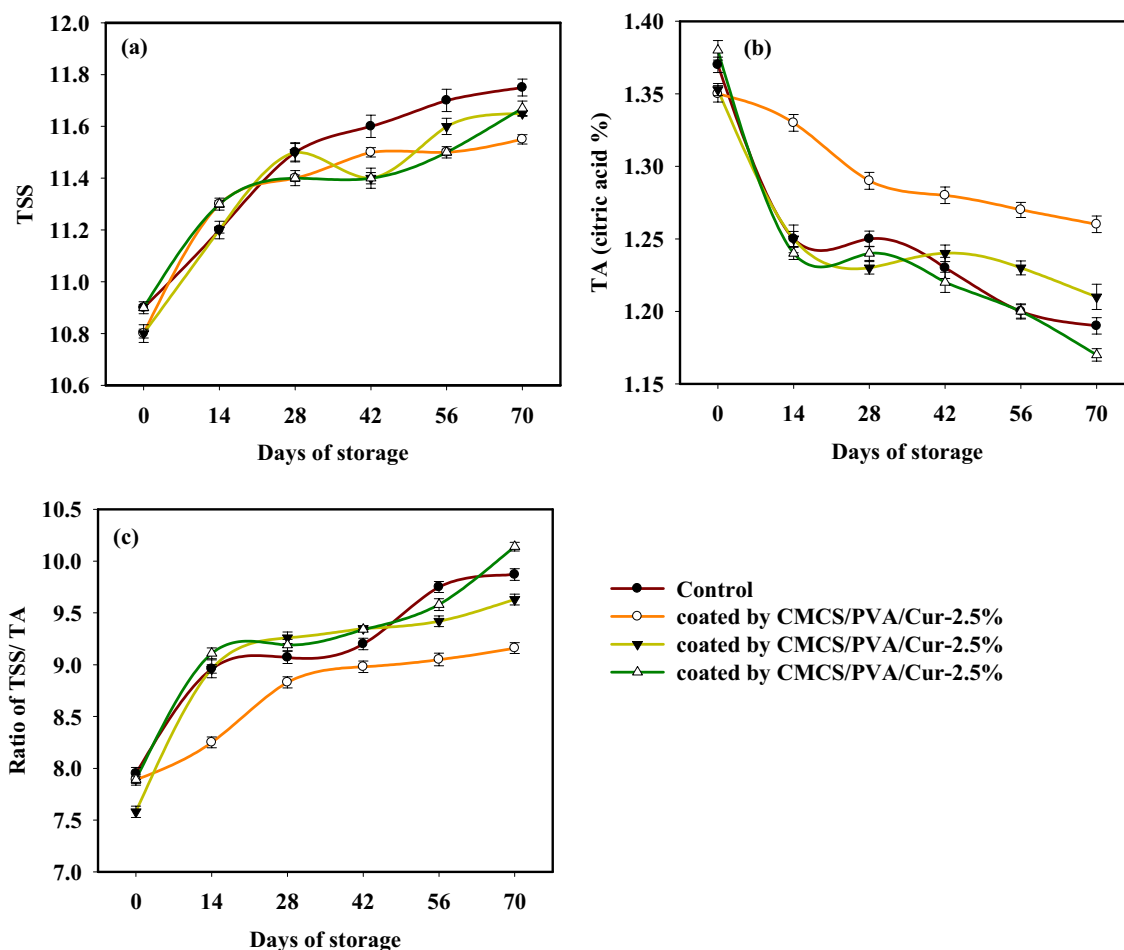 (a)
TSS
12.0
11.8
11.6
11.4
11.2
11.0
10.8
10.6
0 14 28 42 56 70
Days of storage
(b)
TA (citric acid %)
1.40
1.35
1.30
1.25
1.20
1.15
0 14 28 42 56 70
Days of storage
(c)
Ratio of TSS/ TA
10.5
10.0
9.5
9.0
8.5
8.0
7.5
7.0
0 14 28 42 56 70
Days of storage
Control
coated by CMCS/PVA/Cur-2.5%
coated by CMCS/PVA/Cur-2.5%
coated by CMCS/PVA/Cur-2.5%